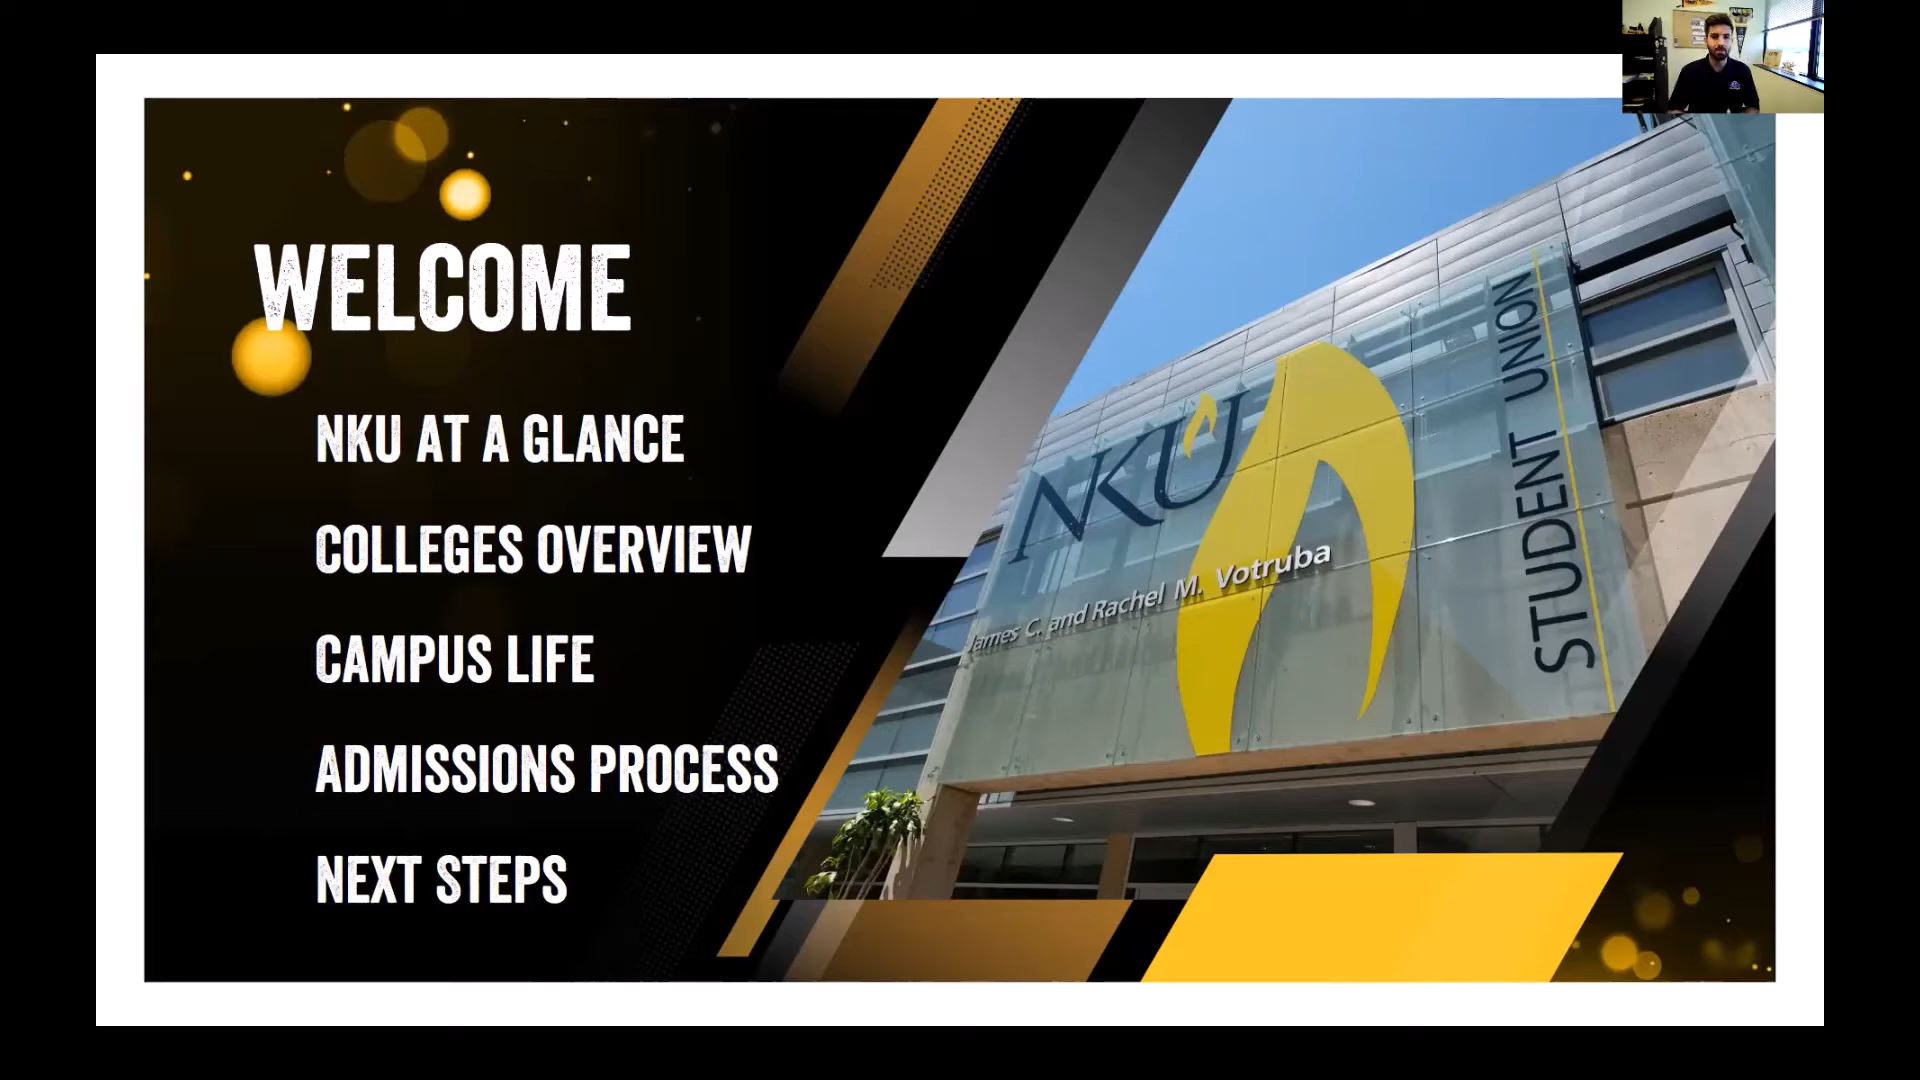 WELCOME
NKU AT A GLANCE
COLLEGES OVERVIEW
CAMPUS LIFE
ADMISSIONS PROCESS
NEXT STEPS
NKU
James C. and Rachel M. Votruba
STUDENT UNION